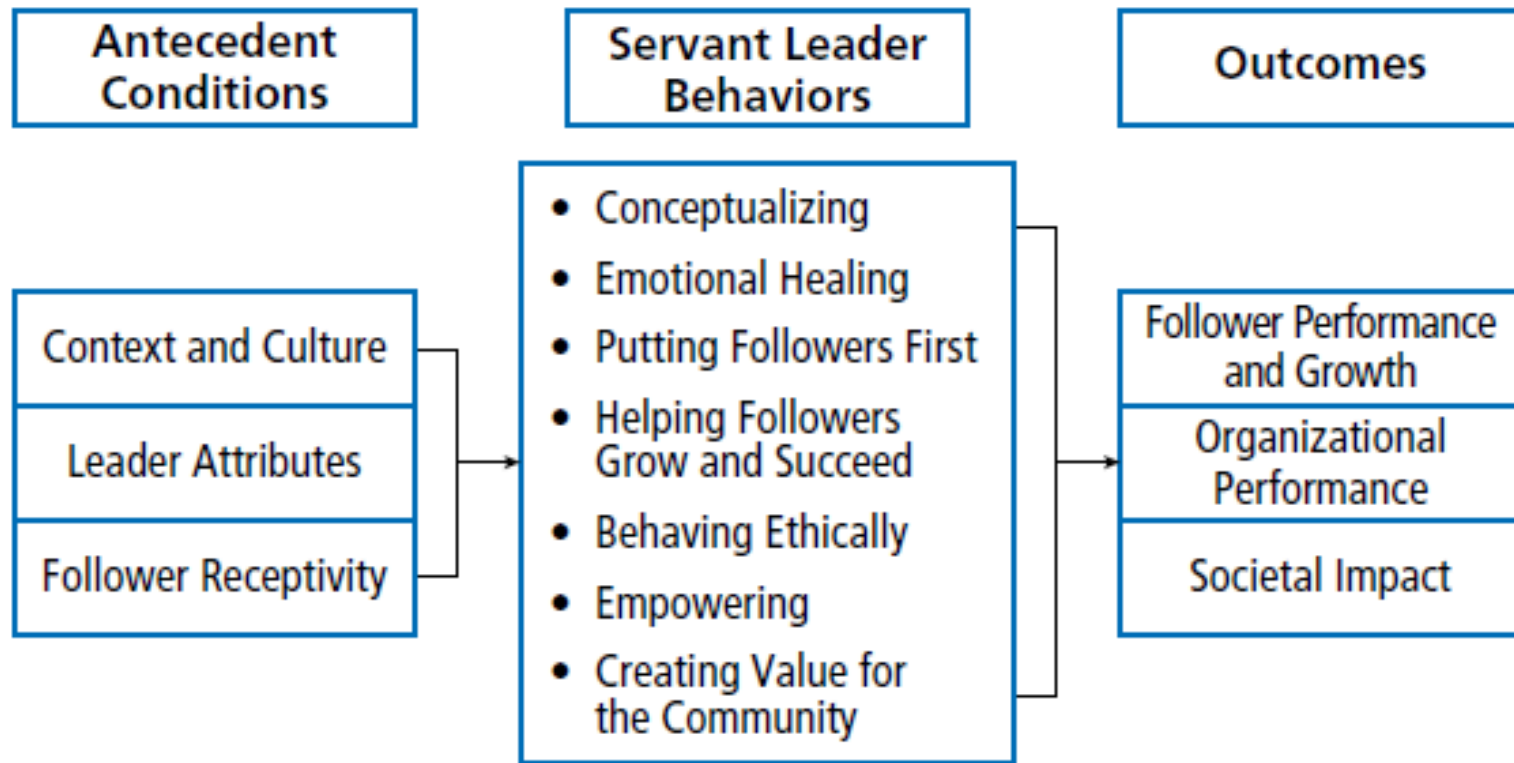 Antecedent
Conditions
Servant Leader
Behaviors
Outcomes
Context and Culture
Leader Attributes
Follower Receptivity
• Conceptualizing
• Emotional Healing
• Putting Followers First
• Helping Followers
Grow and Succeed
• Behaving Ethically
• Empowering
• Creating Value for
the Community
Follower Performance
and Growth
Organizational
Performance
Societal Impact